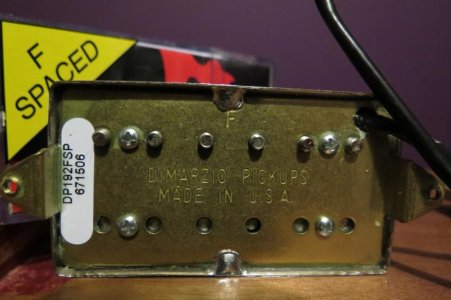 F
SPACED
F
DP192FSP
671506
DIMARZIO PICKUPS
MADE IN U.S.A.